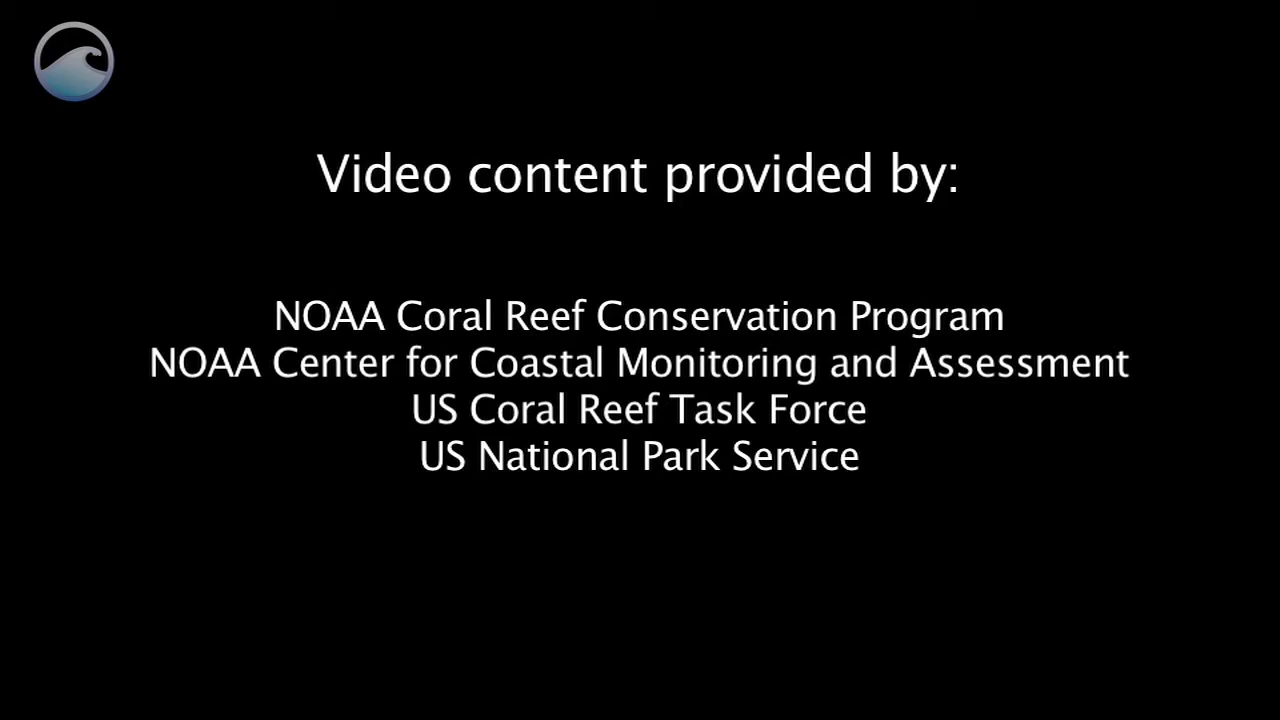 Video content provided by:
NOAA Coral Reef Conservation Program
NOAA Center for Coastal Monitoring and Assessment
US Coral Reef Task Force
US National Park Service